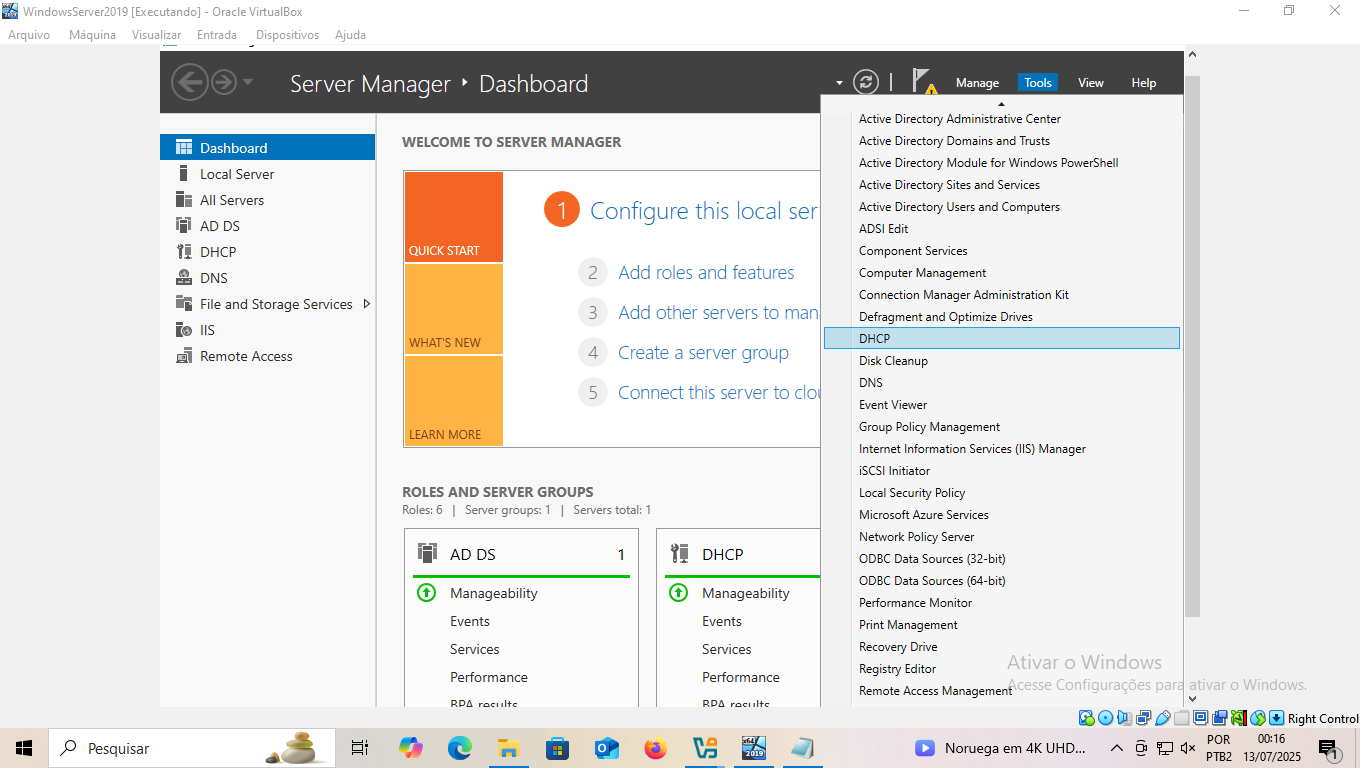 WindowsServer2019 [Executando] - Oracle VirtualBox
Arquivo Máquina Visualizar Entrada Dispositivos Ajuda
Server Manager Dashboard
Manage Tools View Help
Dashboard
Local Server
All Servers
AD DS
DHCP
DNS
File and Storage Services
IIS
Remote Access
WELCOME TO SERVER MANAGER
QUICK START
WHAT'S NEW
LEARN MORE
1 Configure this local ser
2 Add roles and features
3 Add other servers to mana
4 Create a server group
5 Connect this server to clou
ROLES AND SERVER GROUPS
Roles: 6 | Server groups: 1 | Servers total: 1
AD DS 1
Manageability
Events
Services
Performance
BPA results
DHCP
Manageability
Events
Services
Performance
BPA results
Active Directory Administrative Center
Active Directory Domains and Trusts
Active Directory Module for Windows PowerShell
Active Directory Sites and Services
Active Directory Users and Computers
ADSI Edit
Component Services
Computer Management
Connection Manager Administration Kit
Defragment and Optimize Drives
DHCP
Disk Cleanup
DNS
Event Viewer
Group Policy Management
Internet Information Services (IIS) Manager
iSCSI Initiator
Local Security Policy
Microsoft Azure Services
Network Policy Server
ODBC Data Sources (32-bit)
ODBC Data Sources (64-bit)
Performance Monitor
Print Management
Recovery Drive
Registry Editor
Remote Access Management
Ativar o Windows
Acesse Configurações para ativar o Windows.
Right Control
Pesquisar
x64
2019
Noruega em 4K UHD...
POR
PTB2
00:16
13/07/2025
1